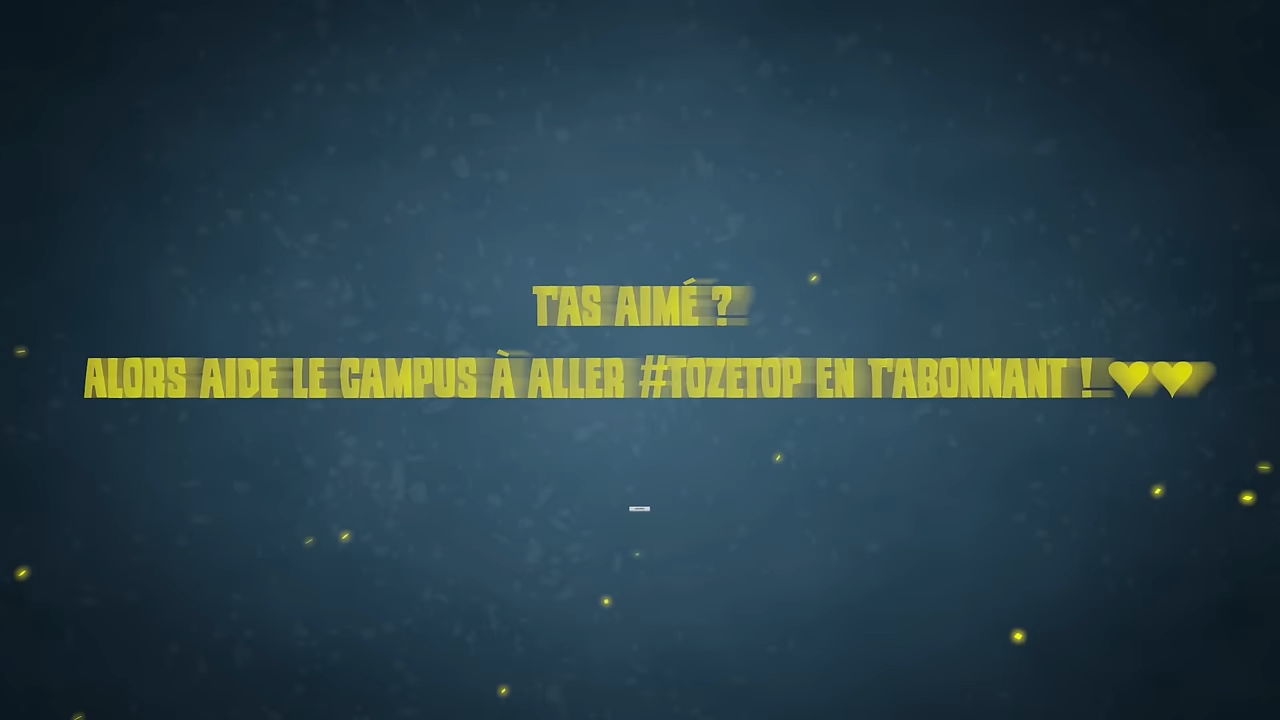 T'AS AIMÉ ?
ALORS AIDE LE CAMPUS À ALLER #TOZETOP EN T'ABONNANT ! ♥♥